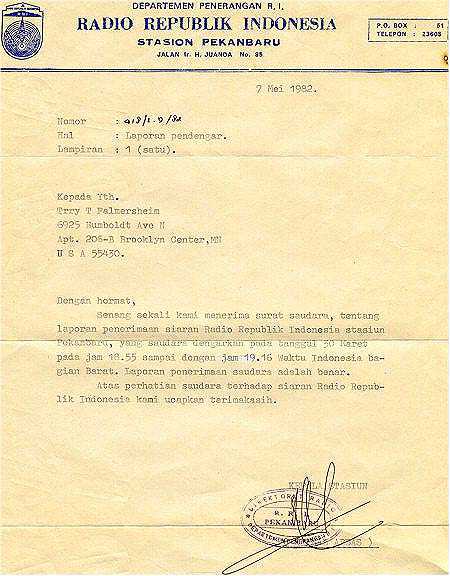 DEPARTEMEN PENERANGAN R.I.
RADIO REPUBLIK INDONESIA
STASION PEKANBARU
JALAN Ir. H. JUANDA No. 85
P.O. BOX : 51
TELPON : 23605
7 Mei 1982.
Nomor :
Hal : Laporan pendengar.
Lampiran : 1 (satu).
Kepada Yth.
Trry T Palmersheim
6925 Humboldt Ave N
Apt. 206-B Brooklyn Center,MN
U S A 55430.
Dengan hormat,
Senang sekali kami menerima surat saudara, tentang
laporan penerimaan siaran Radio Republik Indonesia stasiun
Pekanbaru, yang saudara dengarkan pada tanggal 30 Maret
pada jam 18.55 sampai dengan jam 19.16 Waktu Indonesia ba-
gian Barat. Laporan penerimaan saudara adalah benar.
Atas perhatian saudara terhadap siaran Radio Repub-
lik Indonesia kami ucapkan terimakasih.
KEPALA STASIUN
R. R. I.
PEKANBARU